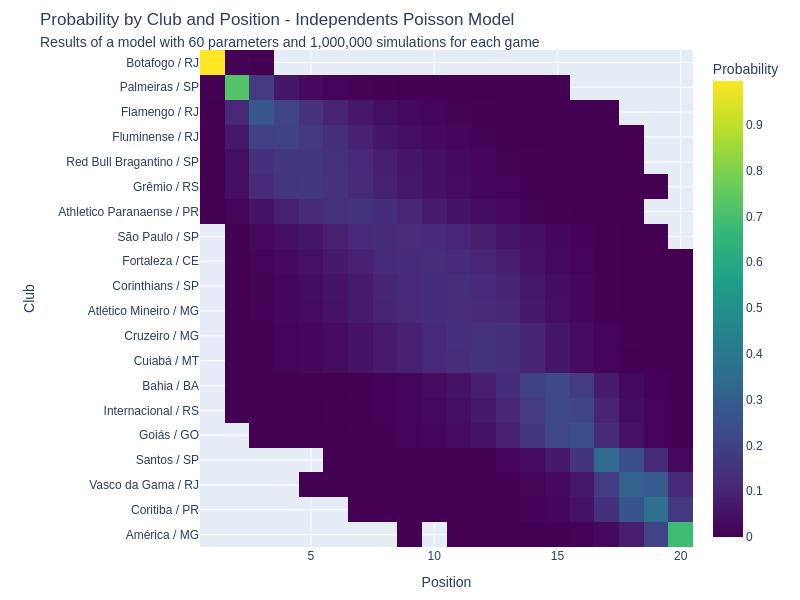 Probability by Club and Position - Independents Poisson Model
Results of a model with 60 parameters and 1,000,000 simulations for each game
Probability
Botafogo / RJ
Palmeiras / SP
Flamengo / RJ
Fluminense / RJ
Red Bull Bragantino / SP
Grêmio / RS
Athletico Paranaense / PR
São Paulo / SP
Fortaleza / CE
Corinthians / SP
Atlético Mineiro / MG
Cruzeiro / MG
Cuiabá / MT
Bahia / BA
Internacional / RS
Goiás / GO
Santos / SP
Vasco da Gama / RJ
Coritiba / PR
América / MG
Club
5
10
15
20
Position
0.9
0.8
0.7
0.6
0.5
0.4
0.3
0.2
0.1
0